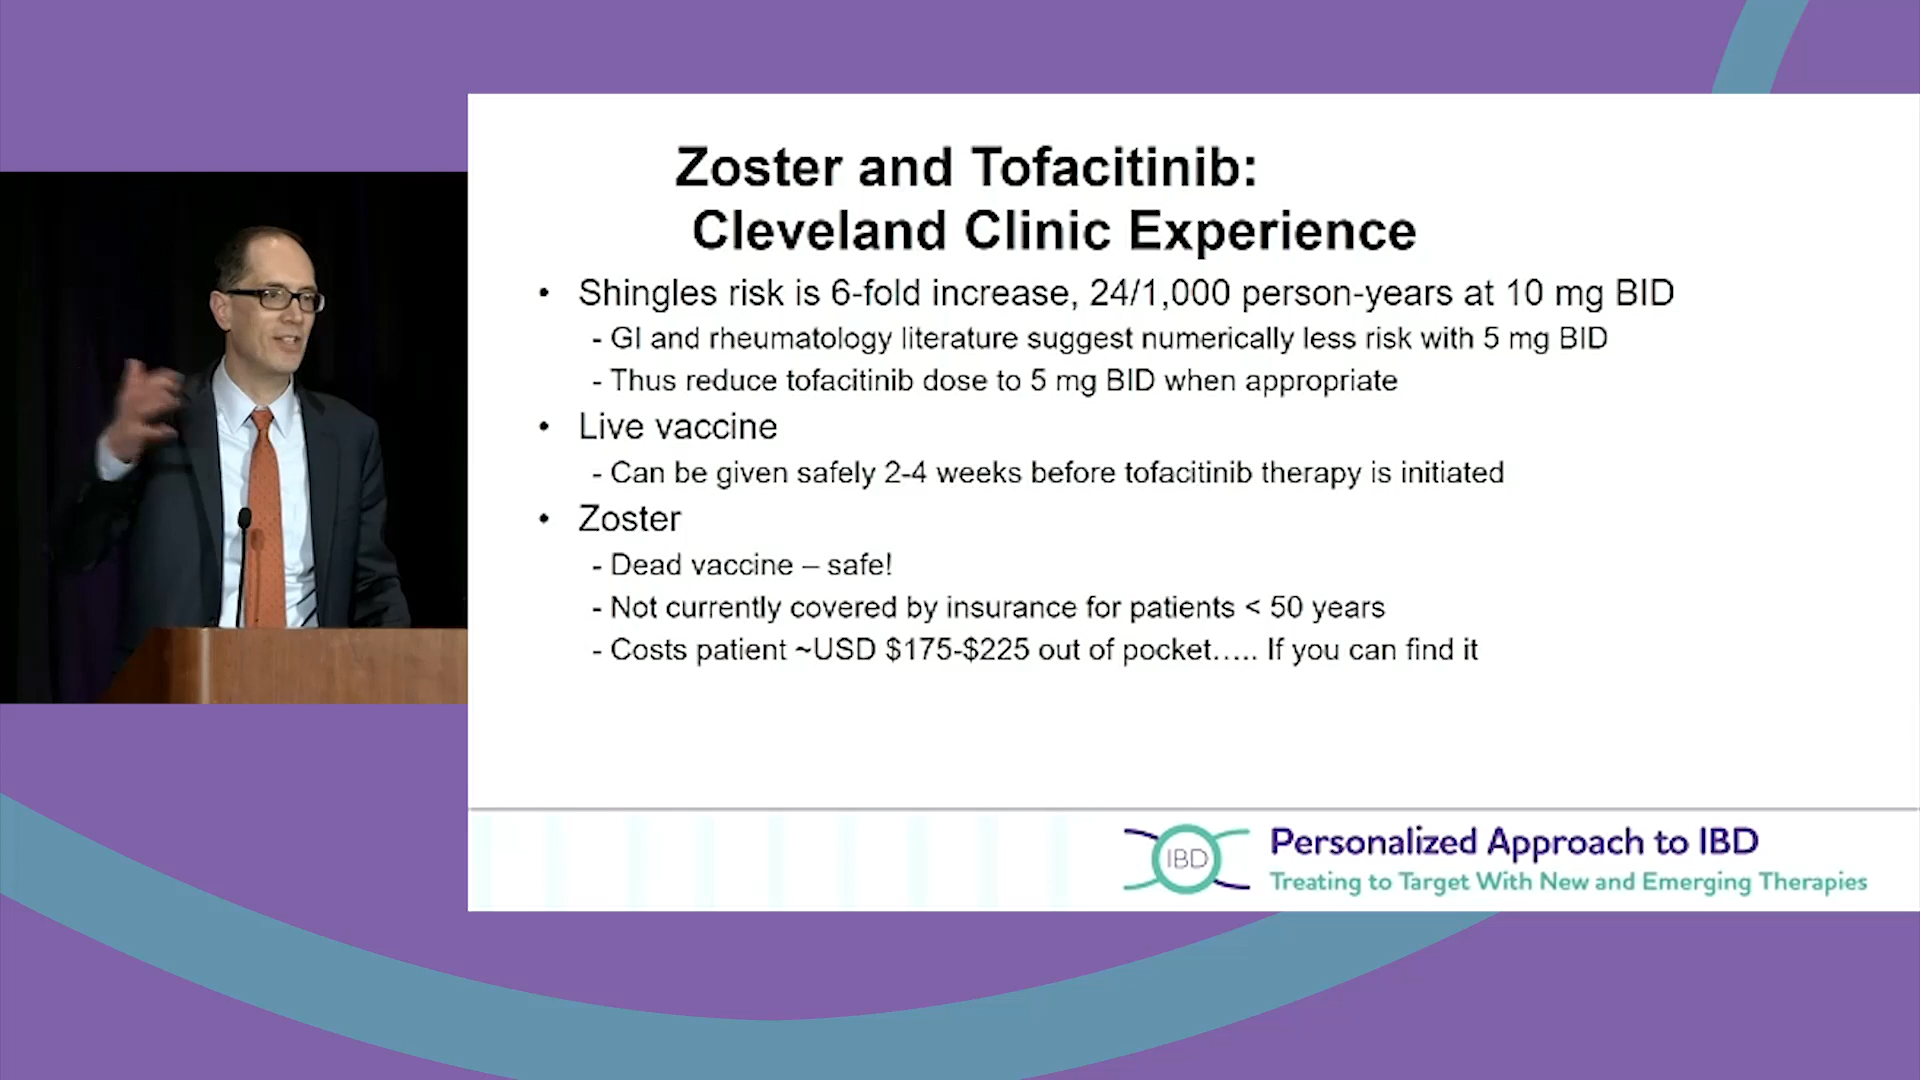 Zoster and Tofacitinib:
Cleveland Clinic Experience
• Shingles risk is 6-fold increase, 24/1,000 person-years at 10 mg BID
- GI and rheumatology literature suggest numerically less risk with 5 mg BID
- Thus reduce tofacitinib dose to 5 mg BID when appropriate
• Live vaccine
- Can be given safely 2-4 weeks before tofacitinib therapy is initiated
• Zoster
- Dead vaccine – safe!
- Not currently covered by insurance for patients < 50 years
- Costs patient ~USD $175-$225 out of pocket….. If you can find it
IBD
Personalized Approach to IBD
Treating to Target With New and Emerging Therapies